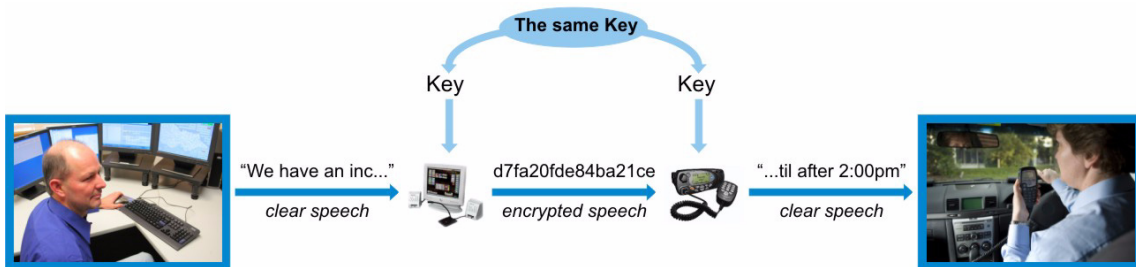 The same Key
Key
Key
“We have an inc...”
d7fa20fde84ba21ce
“...til after 2:00pm”
clear speech
encrypted speech
clear speech